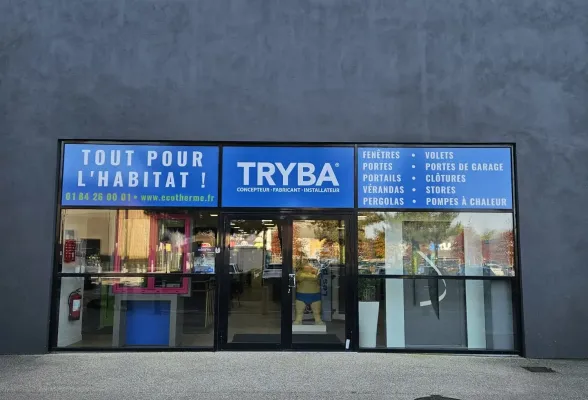 TOUT POUR
L'HABITAT !
01 84 26 00 01 • www.ecotherme.fr
TRYBA®
CONCEPTEUR • FABRICANT • INSTALLATEUR
FENÊTRES • VOLETS
PORTES • PORTES DE GARAGE
PORTAILS • CLÔTURES
VÉRANDAS • STORES
PERGOLAS • POMPES À CHALEUR